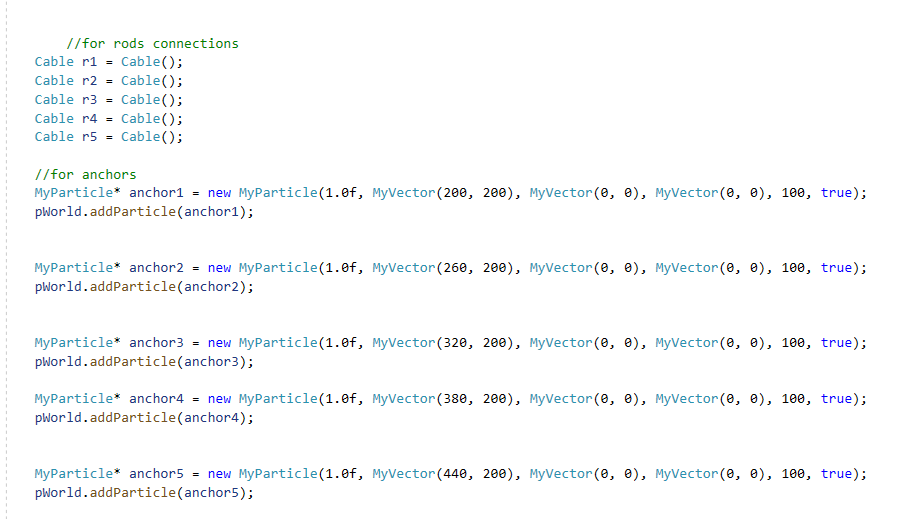 //for rods connections
Cable r1 = Cable();
Cable r2 = Cable();
Cable r3 = Cable();
Cable r4 = Cable();
Cable r5 = Cable();
//for anchors
MyParticle* anchor1 = new MyParticle(1.0f, MyVector(200, 200), MyVector(0, 0), MyVector(0, 0), 100, true);
pWorld.addParticle(anchor1);
MyParticle* anchor2 = new MyParticle(1.0f, MyVector(260, 200), MyVector(0, 0), MyVector(0, 0), 100, true);
pWorld.addParticle(anchor2);
MyParticle* anchor3 = new MyParticle(1.0f, MyVector(320, 200), MyVector(0, 0), MyVector(0, 0), 100, true);
pWorld.addParticle(anchor3);
MyParticle* anchor4 = new MyParticle(1.0f, MyVector(380, 200), MyVector(0, 0), MyVector(0, 0), 100, true);
pWorld.addParticle(anchor4);
MyParticle* anchor5 = new MyParticle(1.0f, MyVector(440, 200), MyVector(0, 0), MyVector(0, 0), 100, true);
pWorld.addParticle(anchor5);